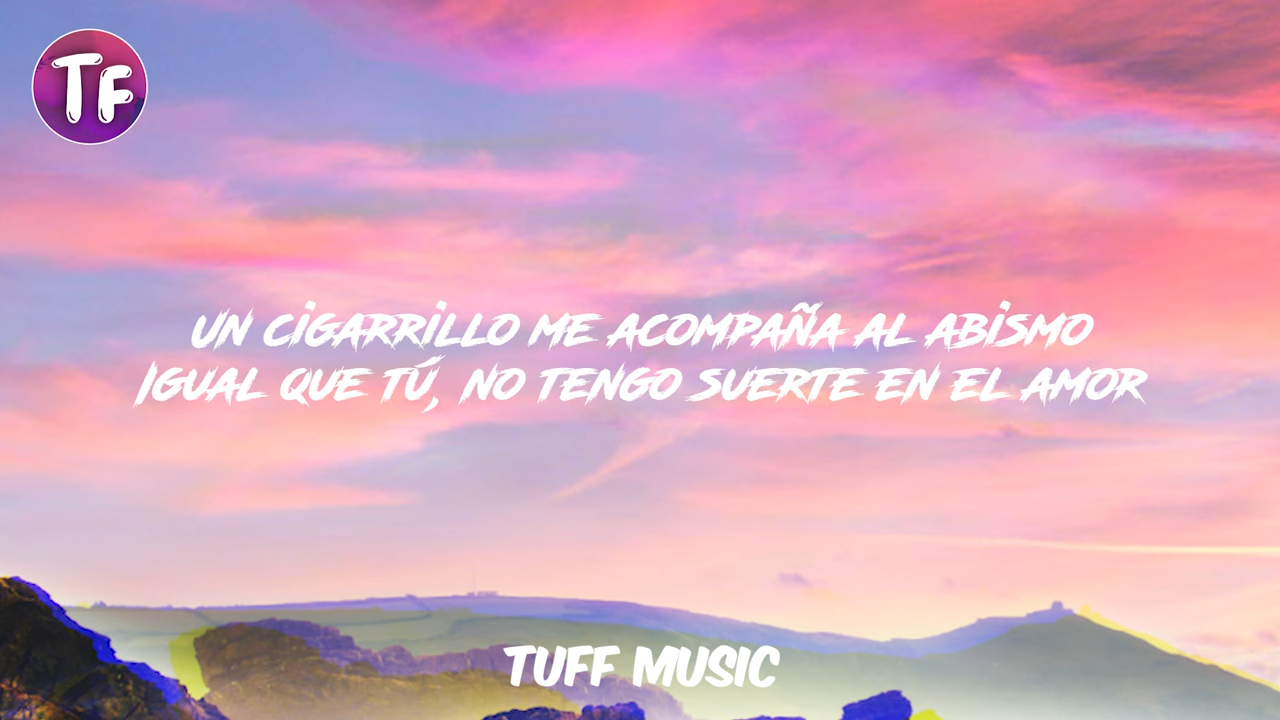 TF
UN CIGARRILLO ME ACOMPAÑA AL ABISMO
IGUAL QUE TÚ, NO TENGO SUERTE EN EL AMOR
TUFF MUSIC